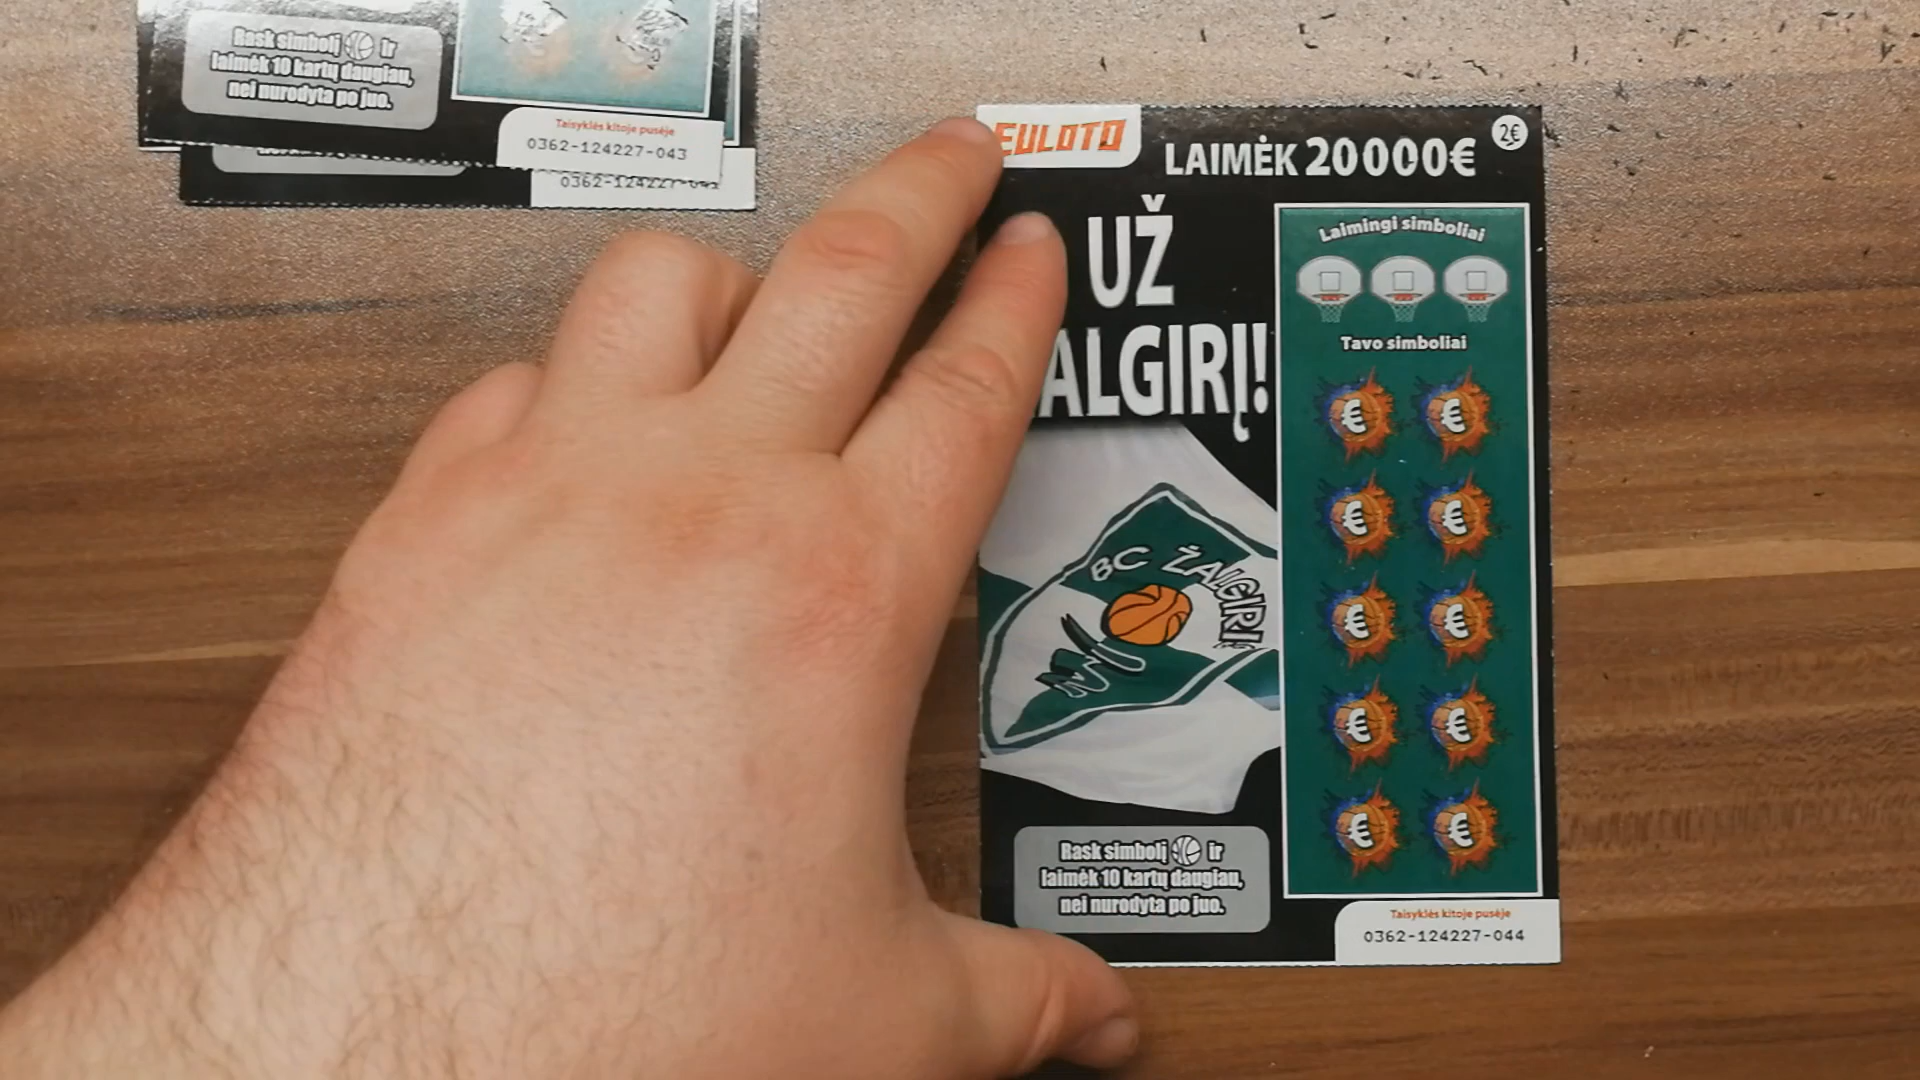 Rask simbolį ir
laimėk 10 kartų daugiau,
nei nurodyta po juo.
Taisyklės kitoje pusėje
0362-124227-043
EULOTO
LAIMĖK 20000€
2€
UŽ
ALGIRĮ!
Laimingi simboliai
Tavo simboliai
€ €
€ €
€ €
€ €
€ €
BC ŽALGIRIS
Rask simbolį ir
laimėk 10 kartų daugiau,
nei nurodyta po juo.
Taisyklės kitoje pusėje
0362-124227-044